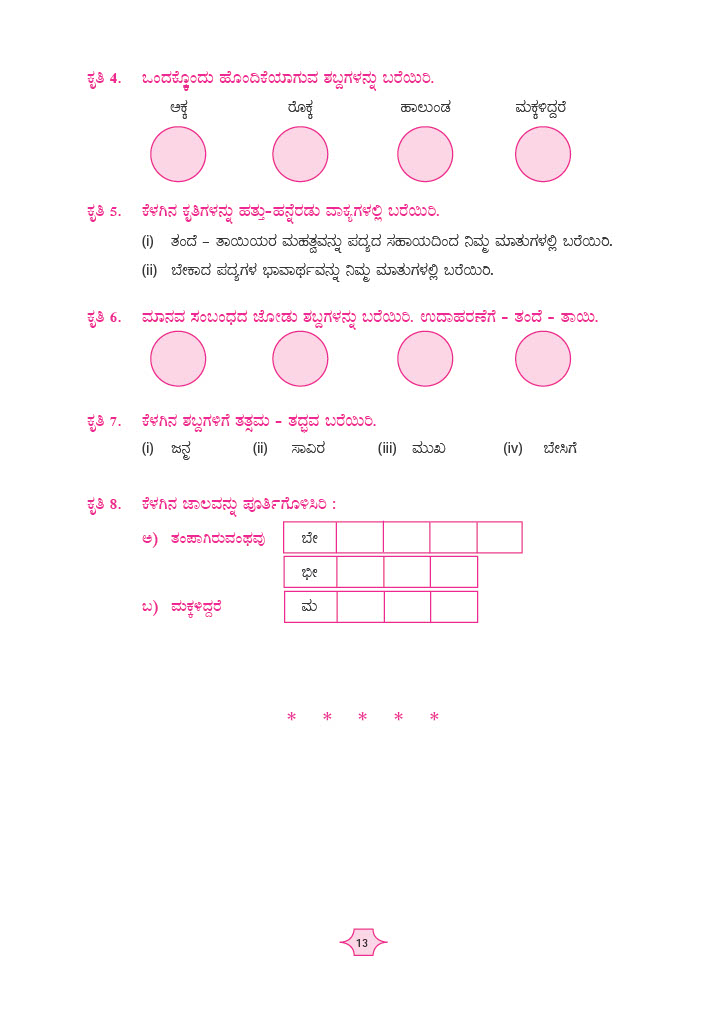 ಕೃತಿ 4. ಒಂದಕ್ಕೊಂದು ಹೊಂದಿಕೆಯಾಗುವ ಶಬ್ದಗಳನ್ನು ಬರೆಯಿರಿ.
ಅಕ್ಕ ರೊಕ್ಕ ಹಾಲುಂಡ ಮಕ್ಕಳಿದ್ದರೆ
ಕೃತಿ 5. ಕೆಳಗಿನ ಕೃತಿಗಳನ್ನು ಹತ್ತು-ಹನ್ನೆರಡು ವಾಕ್ಯಗಳಲ್ಲಿ ಬರೆಯಿರಿ.
(i) ತಂದೆ – ತಾಯಿಯರ ಮಹತ್ವವನ್ನು ಪದ್ಯದ ಸಹಾಯದಿಂದ ನಿಮ್ಮ ಮಾತುಗಳಲ್ಲಿ ಬರೆಯಿರಿ.
(ii) ಬೇಕಾದ ಪದ್ಯಗಳ ಭಾವಾರ್ಥವನ್ನು ನಿಮ್ಮ ಮಾತುಗಳಲ್ಲಿ ಬರೆಯಿರಿ.
ಕೃತಿ 6. ಮಾನವ ಸಂಬಂಧದ ಜೋಡು ಶಬ್ದಗಳನ್ನು ಬರೆಯಿರಿ. ಉದಾಹರಣೆಗೆ – ತಂದೆ – ತಾಯಿ.
ಕೃತಿ 7. ಕೆಳಗಿನ ಶಬ್ದಗಳಿಗೆ ತತ್ಸಮ – ತದ್ಭವ ಬರೆಯಿರಿ.
(i) ಜನ್ಮ (ii) ಸಾವಿರ (iii) ಮುಖ (iv) ಬೇಸಿಗೆ
ಕೃತಿ 8. ಕೆಳಗಿನ ಜಾಲವನ್ನು ಪೂರ್ತಿಗೊಳಿಸಿರಿ :
ಅ) ತಂಪಾಗಿರುವಂಥವು ಬೇ
ಭೀ
ಬ) ಮಕ್ಕಳಿದ್ದರೆ ಮ
* * * * *
13